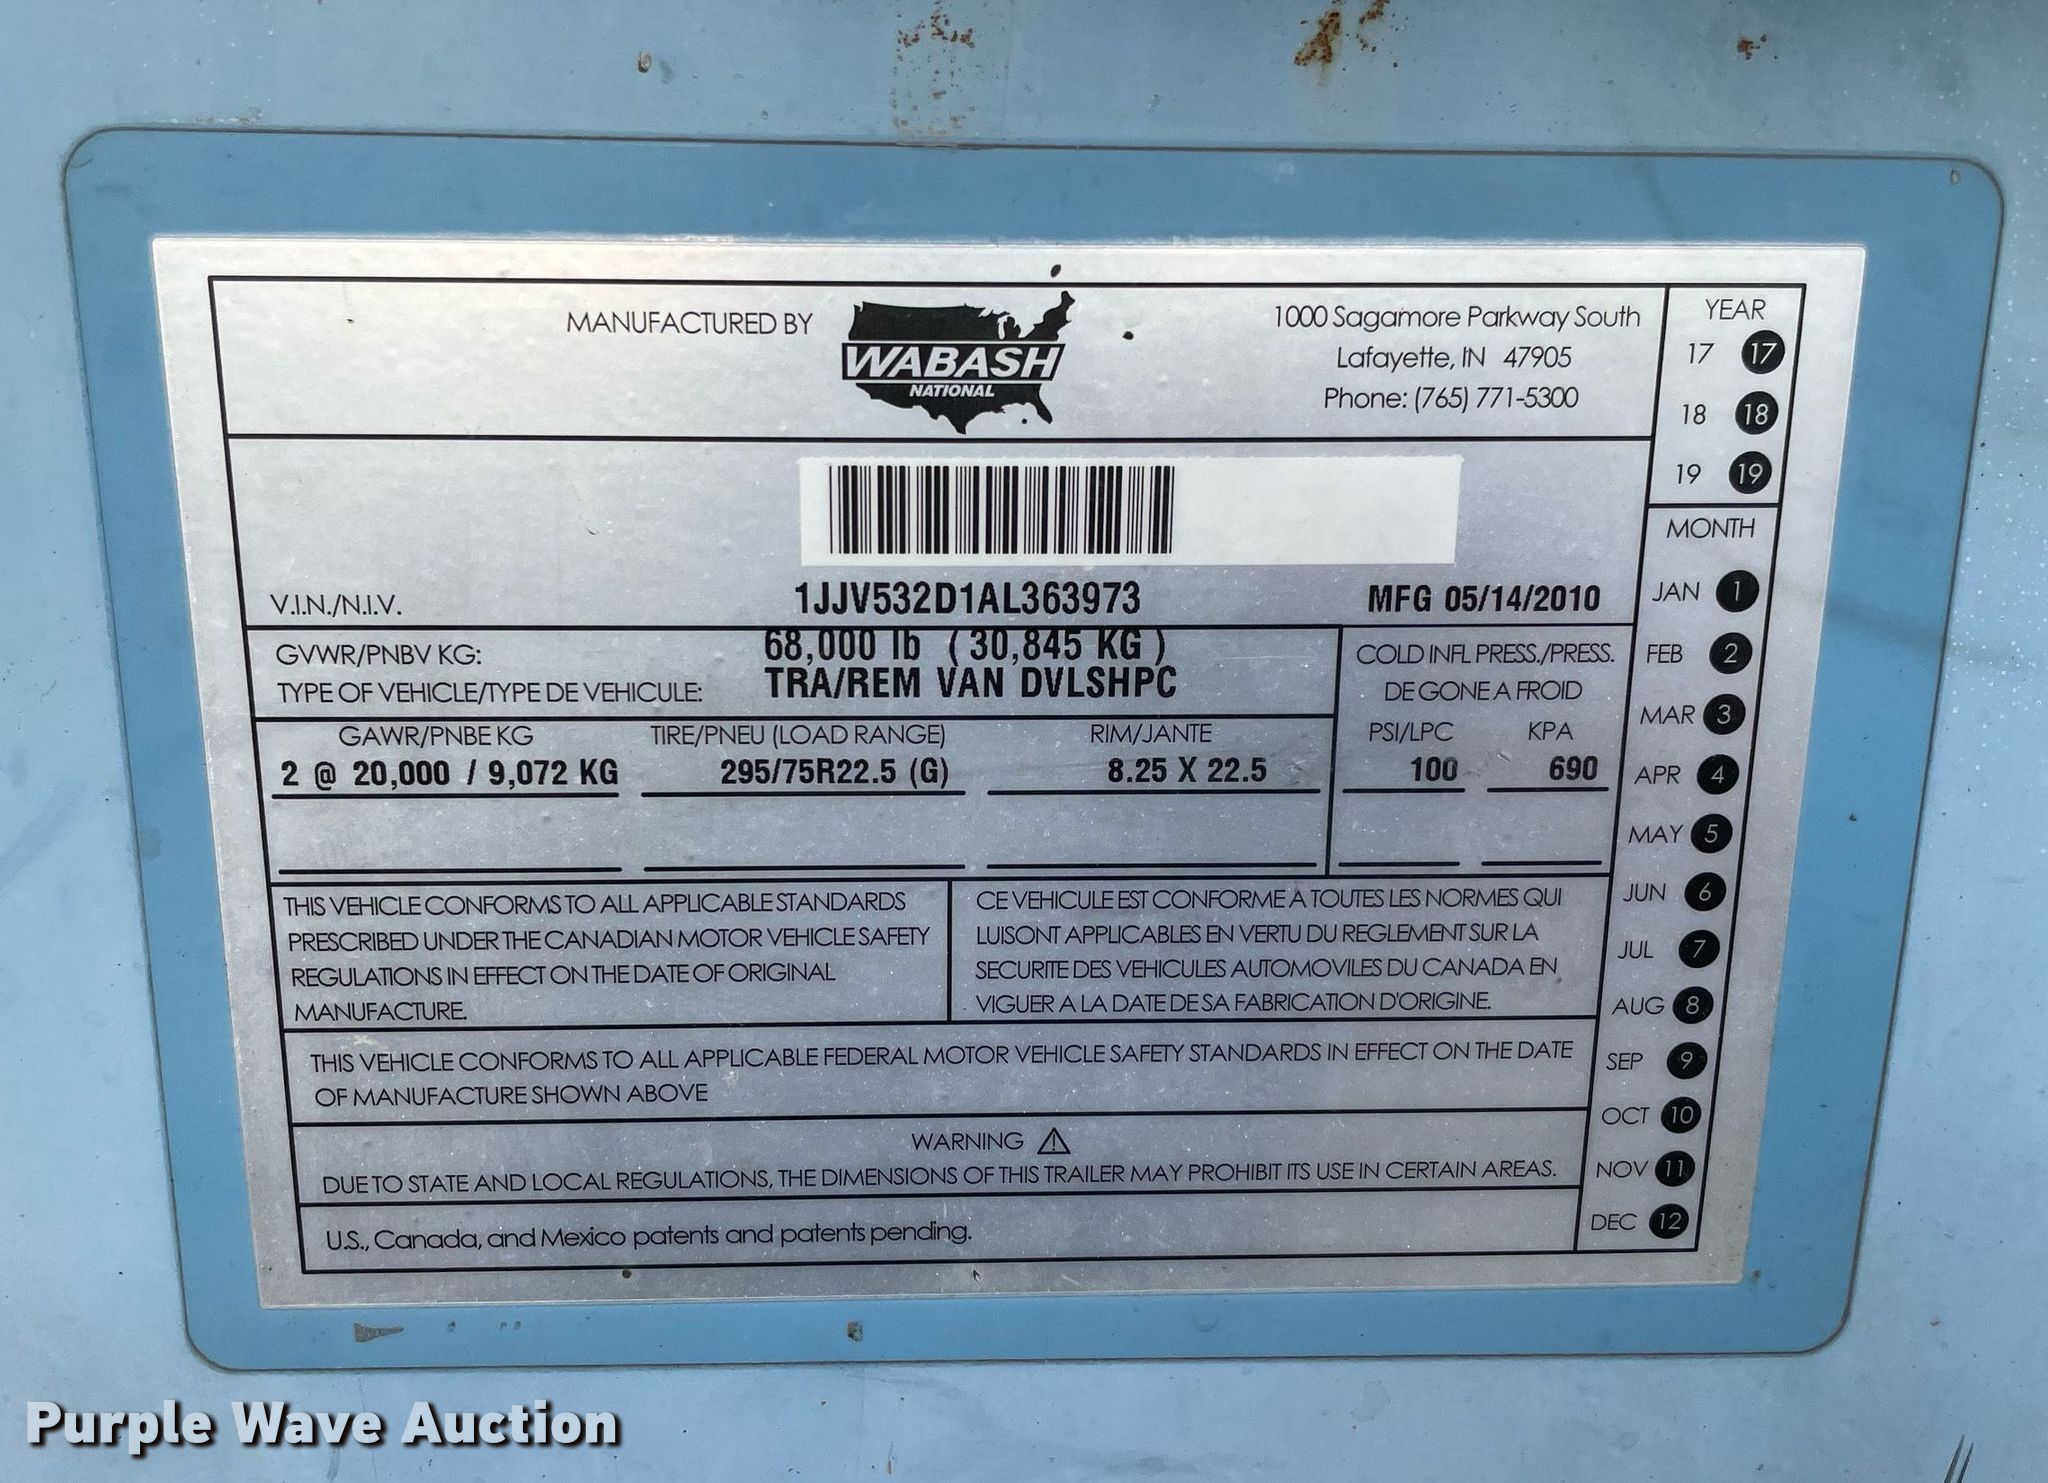 MANUFACTURED BY
WABASH
NATIONAL
1000 Sagamore Parkway South
Lafayette, IN 47905
Phone: (765) 771-5300
YEAR
17 17
18 18
19 19
MONTH
JAN 1
FEB 2
MAR 3
APR 4
MAY 5
JUN 6
JUL 7
AUG 8
SEP 9
OCT 10
NOV 11
DEC 12
V.I.N./N.I.V. 1JJV532D1AL363973 MFG 05/14/2010
GVWR/PNBV KG: 68,000 lb ( 30,845 KG )
TYPE OF VEHICLE/TYPE DE VEHICULE: TRA/REM VAN DVLSHPC
COLD INFL PRESS./PRESS.
DE GONE A FROID
GAWR/PNBE KG TIRE/PNEU (LOAD RANGE) RIM/JANTE PSI/LPC KPA
2 @ 20,000 / 9,072 KG 295/75R22.5 (G) 8.25 X 22.5 100 690
THIS VEHICLE CONFORMS TO ALL APPLICABLE STANDARDS
PRESCRIBED UNDER THE CANADIAN MOTOR VEHICLE SAFETY
REGULATIONS IN EFFECT ON THE DATE OF ORIGINAL
MANUFACTURE.
CE VEHICULE EST CONFORME A TOUTES LES NORMES QUI
LUISONT APPLICABLES EN VERTU DU REGLEMENT SUR LA
SECURITE DES VEHICULES AUTOMOVILES DU CANADA EN
VIGUER A LA DATE DE SA FABRICATION D'ORIGINE.
THIS VEHICLE CONFORMS TO ALL APPLICABLE FEDERAL MOTOR VEHICLE SAFETY STANDARDS IN EFFECT ON THE DATE
OF MANUFACTURE SHOWN ABOVE
WARNING
DUE TO STATE AND LOCAL REGULATIONS, THE DIMENSIONS OF THIS TRAILER MAY PROHIBIT ITS USE IN CERTAIN AREAS.
U.S., Canada, and Mexico patents and patents pending.
Purple Wave Auction